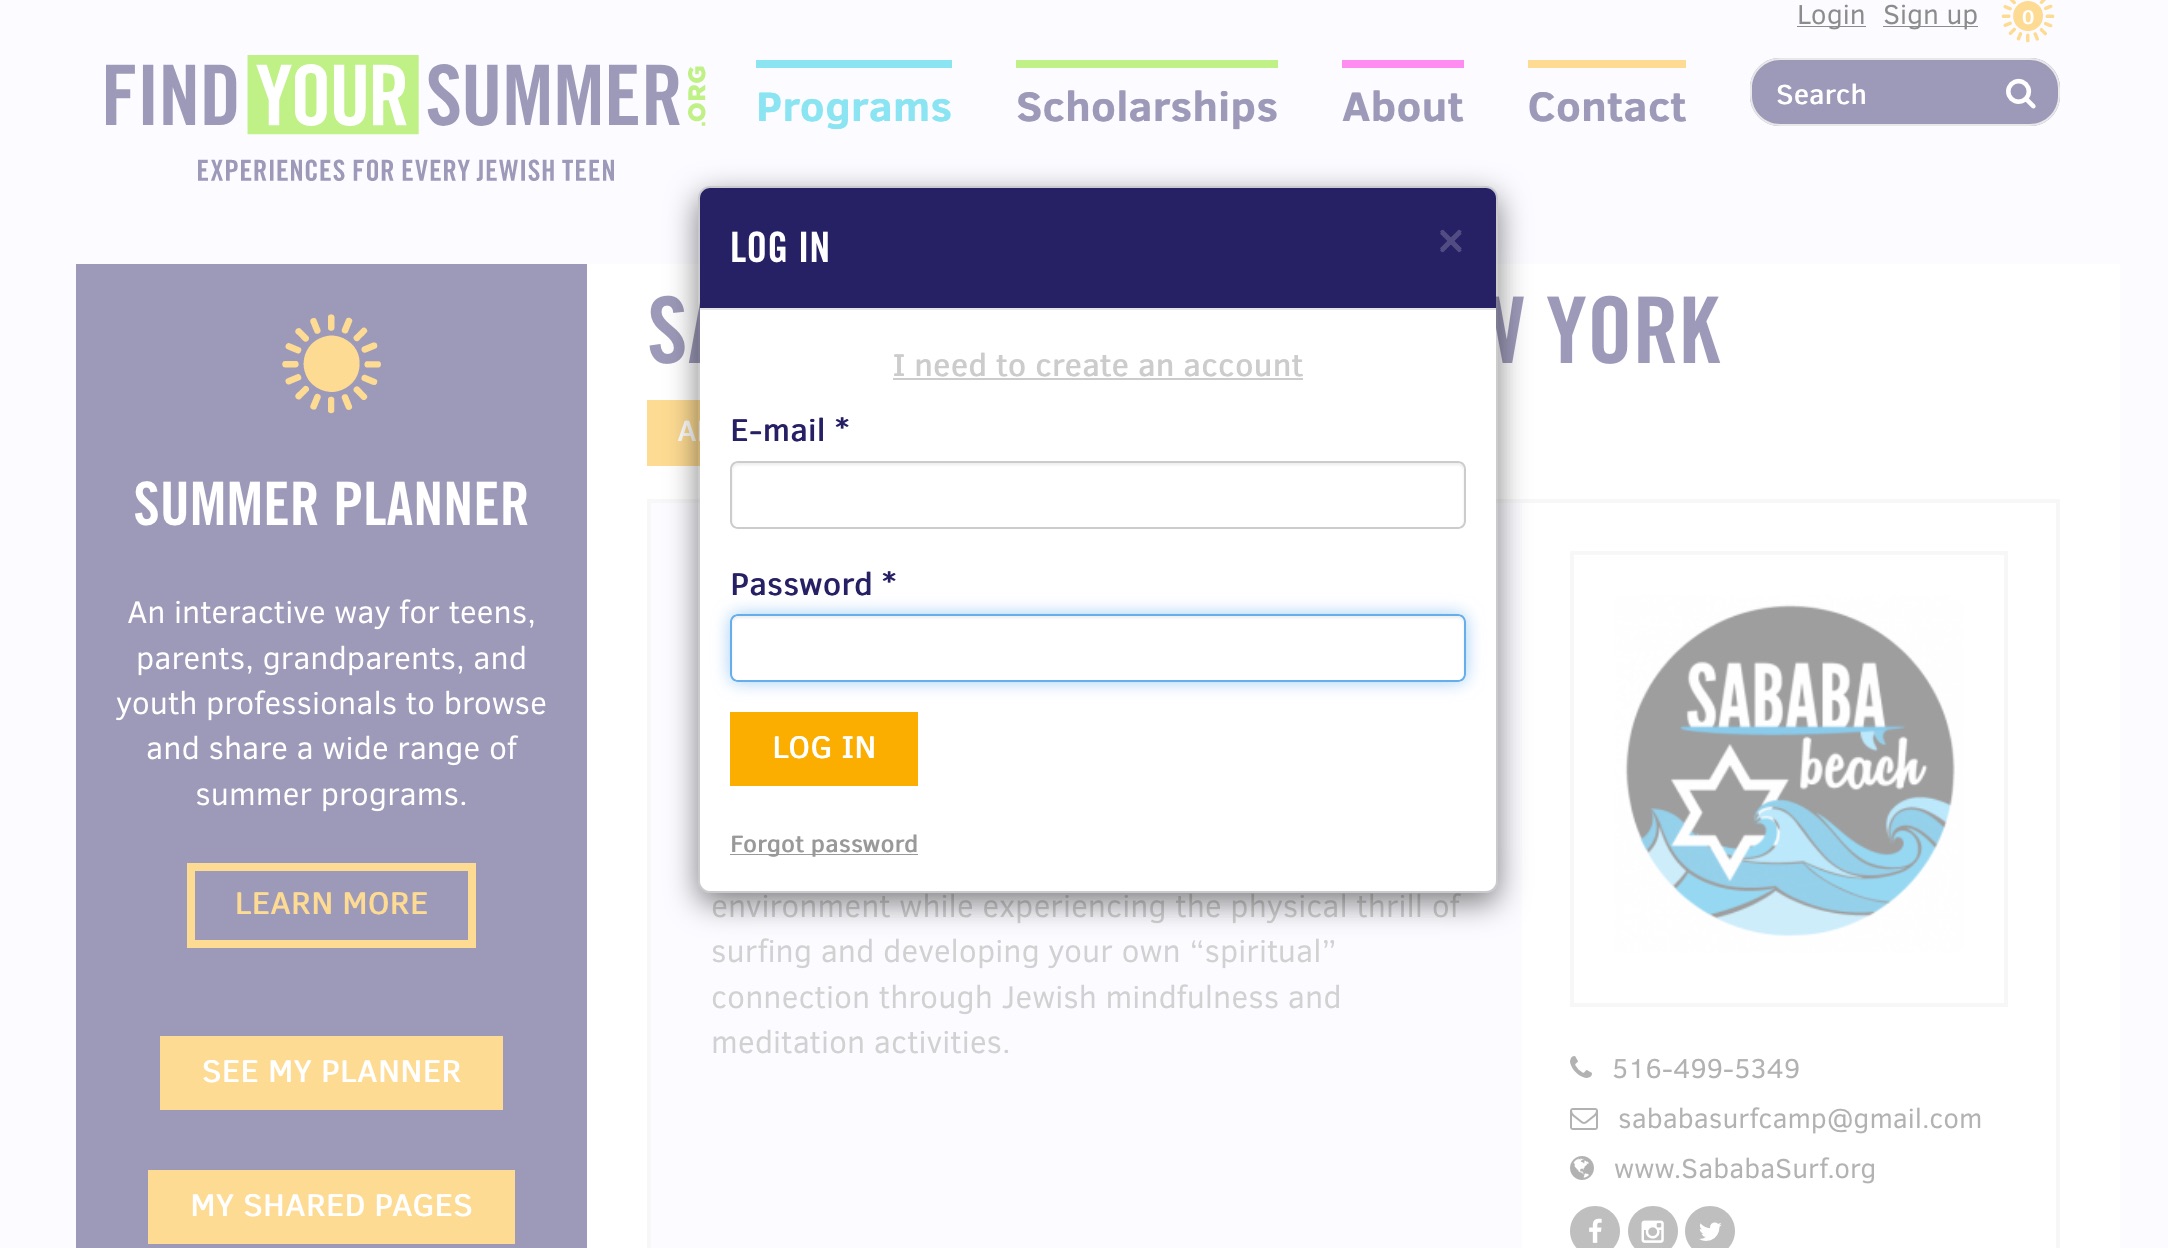 Login Sign up 0
FIND YOUR SUMMER .ORG
EXPERIENCES FOR EVERY JEWISH TEEN
Programs
Scholarships
About
Contact
Search
SUMMER PLANNER
An interactive way for teens,
parents, grandparents, and
youth professionals to browse
and share a wide range of
summer programs.
LEARN MORE
SEE MY PLANNER
MY SHARED PAGES
YORK
LOG IN
×
I need to create an account
E-mail *
Password *
LOG IN
Forgot password
environment while experiencing the physical thrill of
surfing and developing your own “spiritual”
connection through Jewish mindfulness and
meditation activities.
SABABA
beach
516-499-5349
sababasurfcamp@gmail.com
www.SababaSurf.org